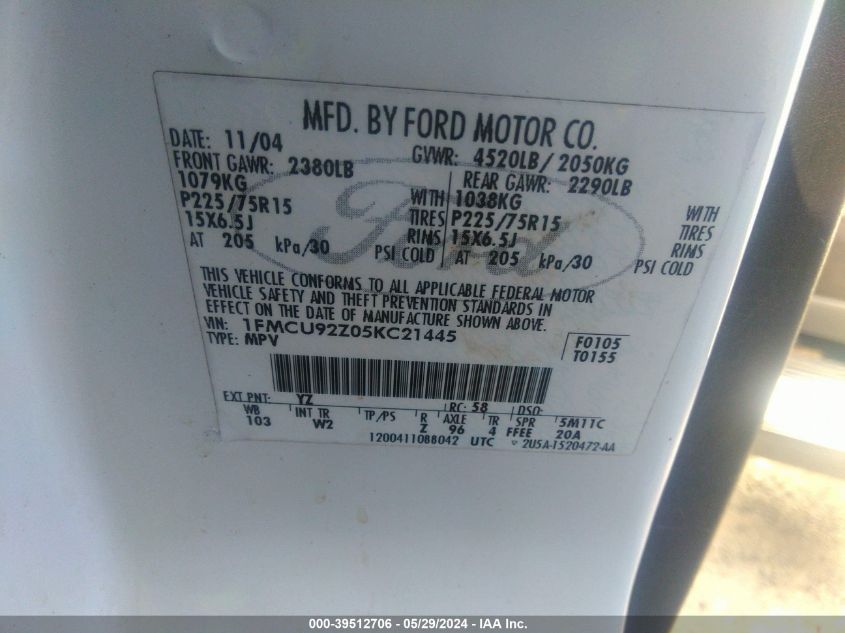 MFD. BY FORD MOTOR CO.
DATE: 11/04 GVWR: 4520LB/2050KG
FRONT GAWR: 2380LB REAR GAWR: 2290LB
1079KG WITH 1038KG WITH
P225/75R15 TIRES P225/75R15 TIRES
15X6.5J RIMS 15X6.5J RIMS
AT 205 kPa/30 PSI COLD AT 205 kPa/30 PSI COLD
Ford
THIS VEHICLE CONFORMS TO ALL APPLICABLE FEDERAL MOTOR
VEHICLE SAFETY AND THEFT PREVENTION STANDARDS IN
EFFECT ON THE DATE OF MANUFACTURE SHOWN ABOVE.
VIN: 1FMCU92Z05KC21445 F0105
TYPE: MPV T0155
EXT PNT: YZ RC: 58 DSO:
WB INT TR TP/PS R AXLE TR SPR 5M11C
103 W2 Z 96 4 FFEE 20A
1200411088042 UTC 2U5A-1520472-AA
000-39512706 - 05/29/2024 - IAA Inc.